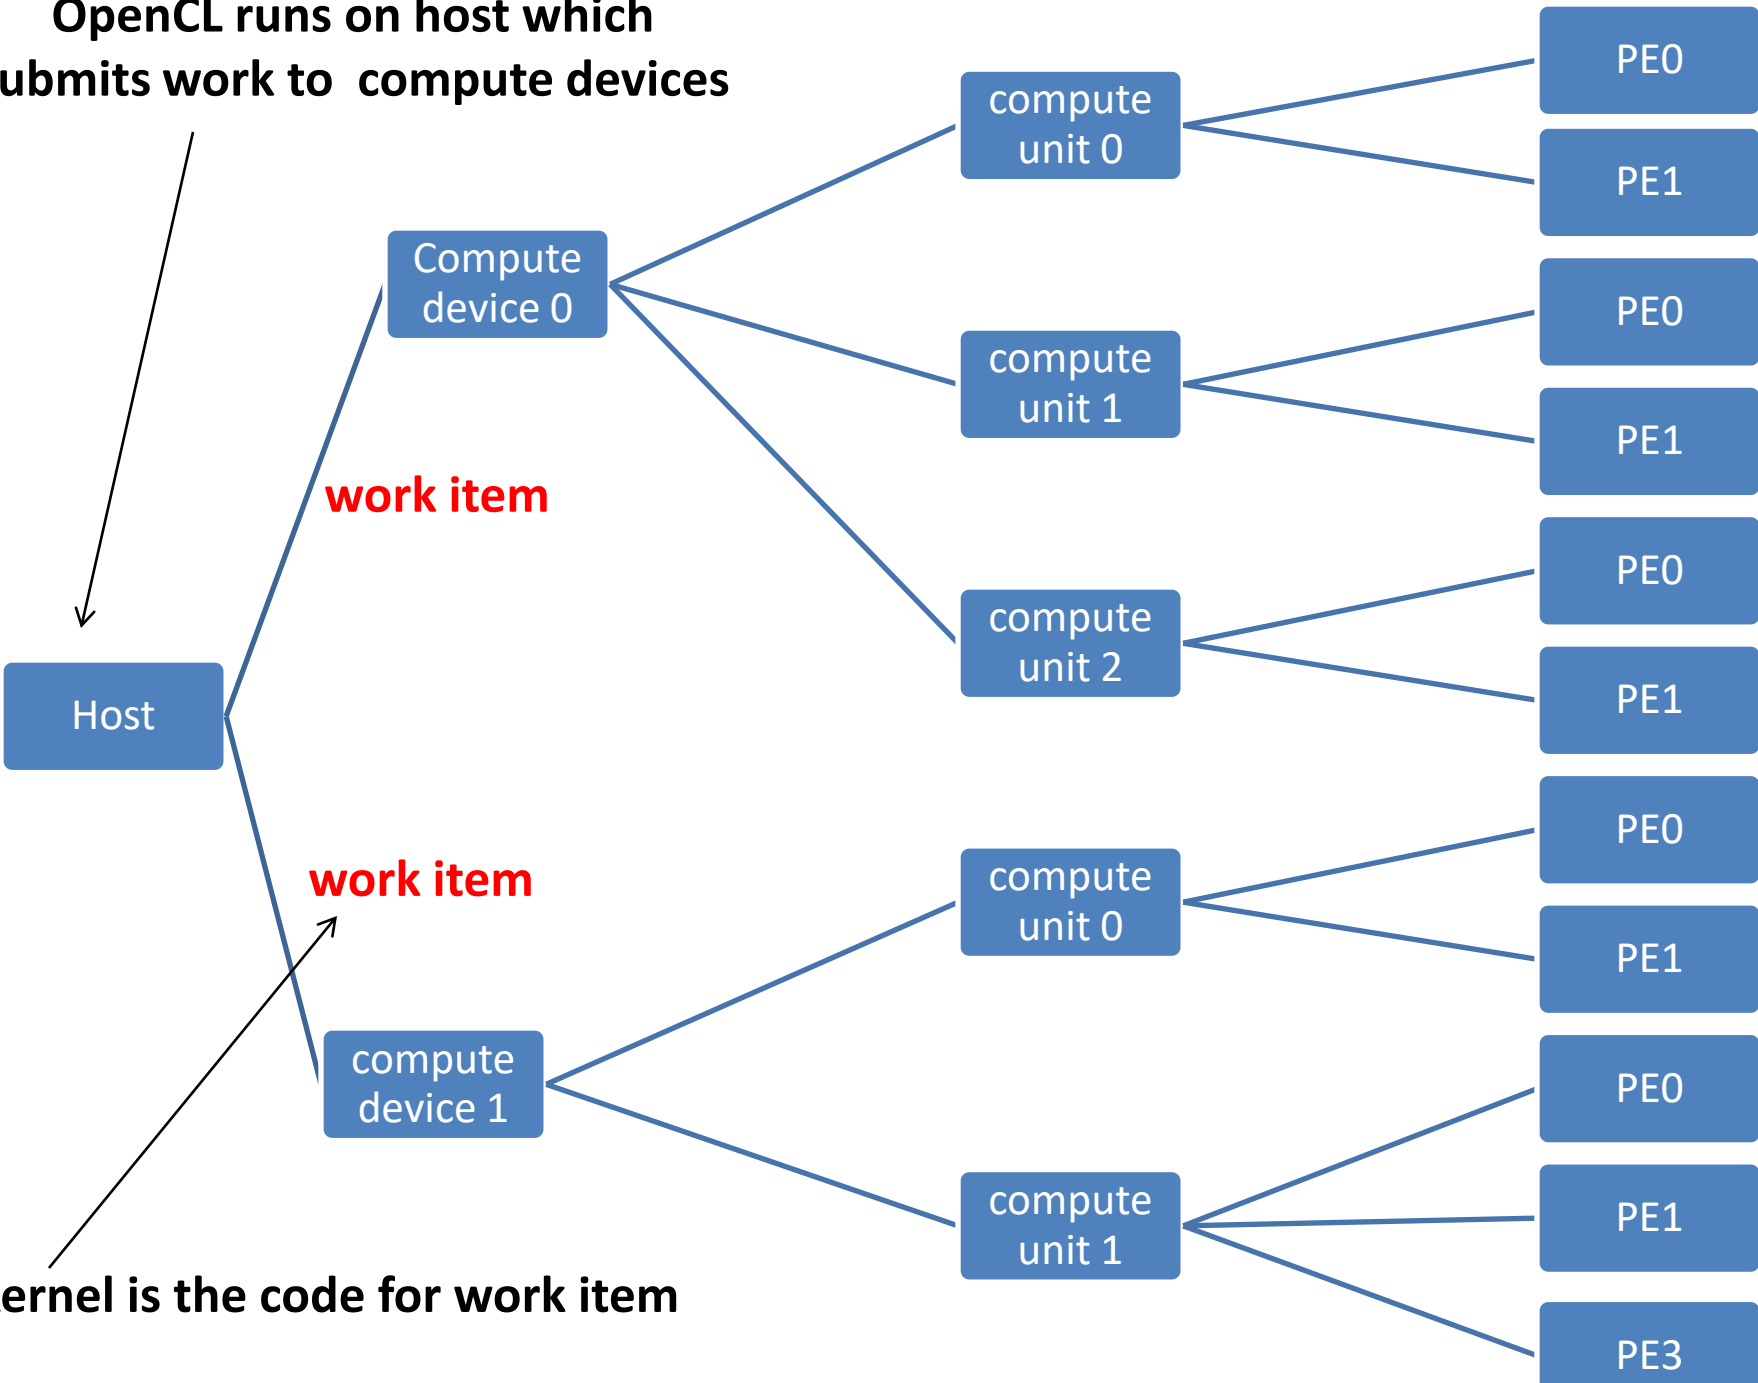 OpenCL runs on host which
ubmits work to compute devices
Compute
device 0
work item
Host
work item
compute
device 1
ernel is the code for work item
compute
unit 0
compute
unit 1
compute
unit 2
compute
unit 0
compute
unit 1
PE0
PE1
PE0
PE1
PE0
PE1
PE0
PE1
PE0
PE1
PE3